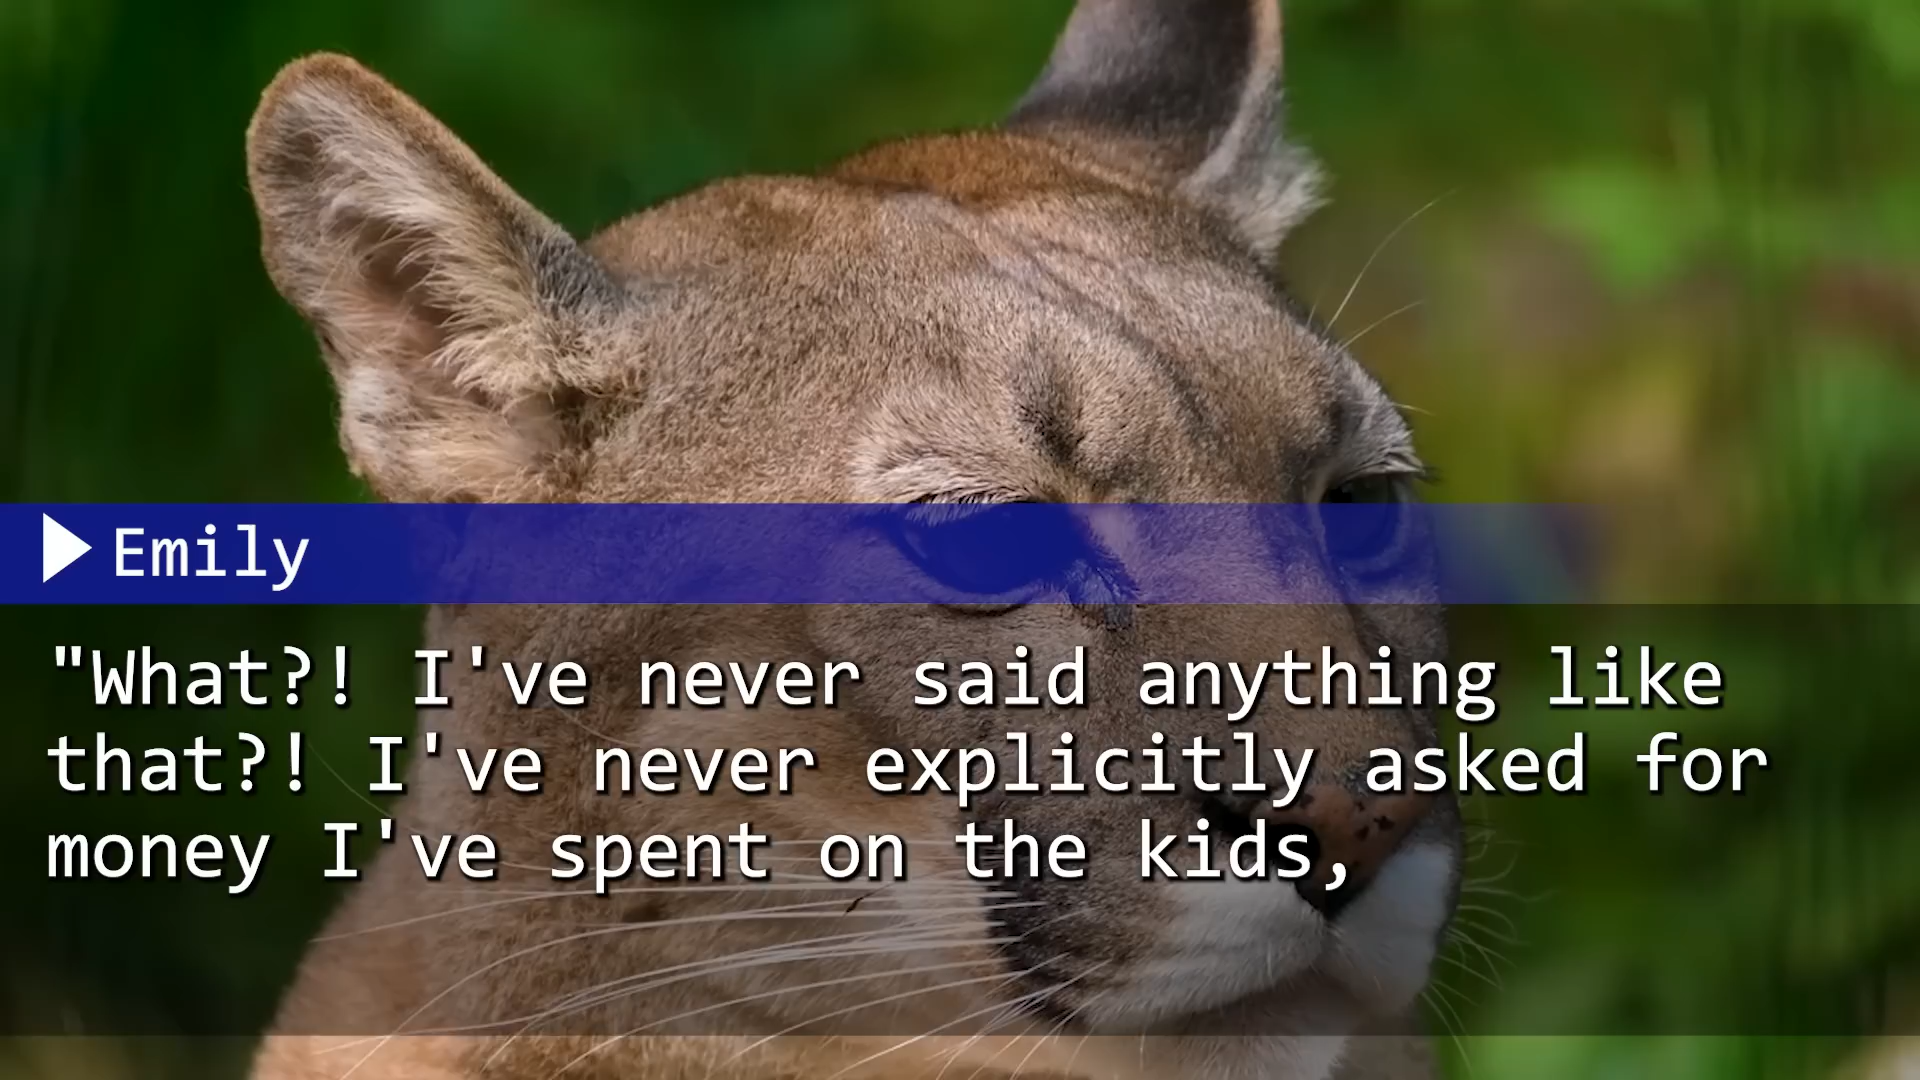 Emily
"What?! I've never said anything like
that?! I've never explicitly asked for
money I've spent on the kids,